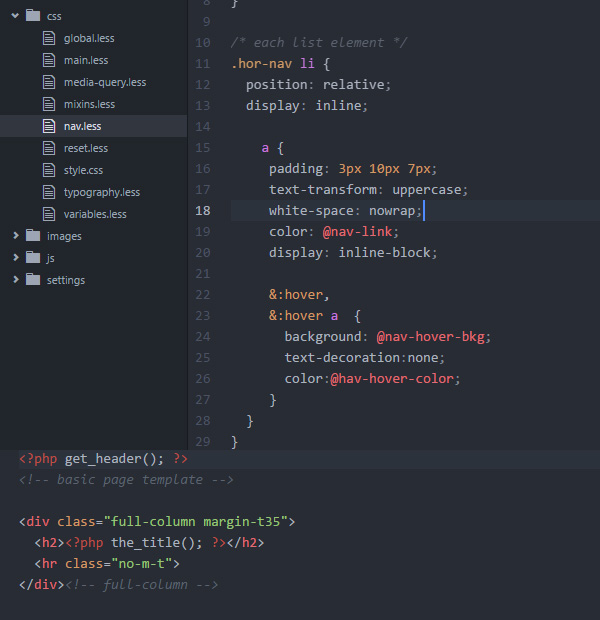 css
global.less
main.less
media-query.less
mixins.less
nav.less
reset.less
style.css
typography.less
variables.less
images
js
settings
8 }
9
10 /* each list element */
11 .hor-nav li {
12 position: relative;
13 display: inline;
14
15 a {
16 padding: 3px 10px 7px;
17 text-transform: uppercase;
18 white-space: nowrap;
19 color: @nav-link;
20 display: inline-block;
21
22 &:hover,
23 &:hover a  {
24 background: @nav-hover-bkg;
25 text-decoration:none;
26 color:@hav-hover-color;
27 }
28 }
29 }
<?php get_header(); ?>
<!-- basic page template -->
<div class="full-column margin-t35">
<h2><?php the_title(); ?></h2>
<hr class="no-m-t">
</div><!-- full-column -->